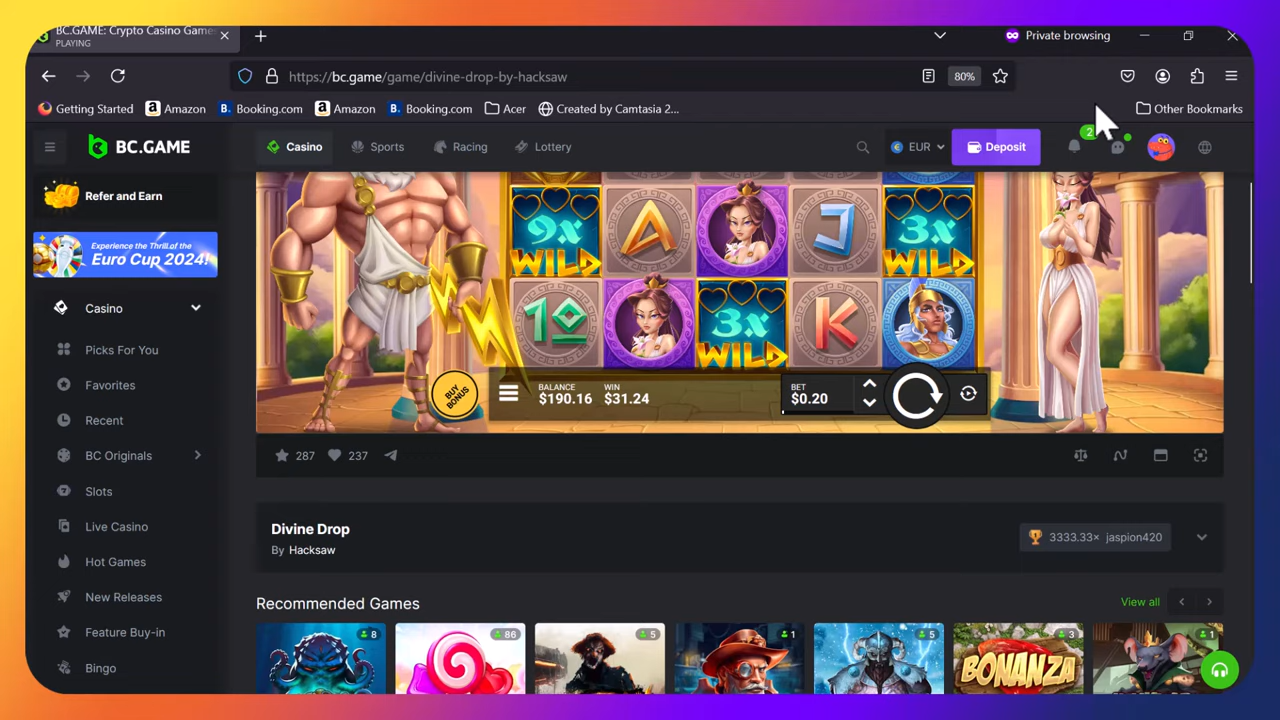 BC.GAME: Crypto Casino Games
PLAYING
Private browsing
https://bc.game/game/divine-drop-by-hacksaw
80%
Getting Started
Amazon
Booking.com
Amazon
Booking.com
Acer
Created by Camtasia 2...
Other Bookmarks
BC.GAME
Casino
Sports
Racing
Lottery
EUR
Deposit
2
Refer and Earn
Experience the Thrill of the
Euro Cup 2024!
Casino
Picks For You
Favorites
Recent
BC Originals
Slots
Live Casino
Hot Games
New Releases
Feature Buy-in
Bingo
9x
WILD
A
J
3x
WILD
10
3x
WILD
K
BUY
BONUS
BALANCE
$190.16
WIN
$31.24
BET
$0.20
287
237
Divine Drop
By Hacksaw
3333.33× jaspion420
Recommended Games
View all
8
86
5
1
5
3
1
BONANZA